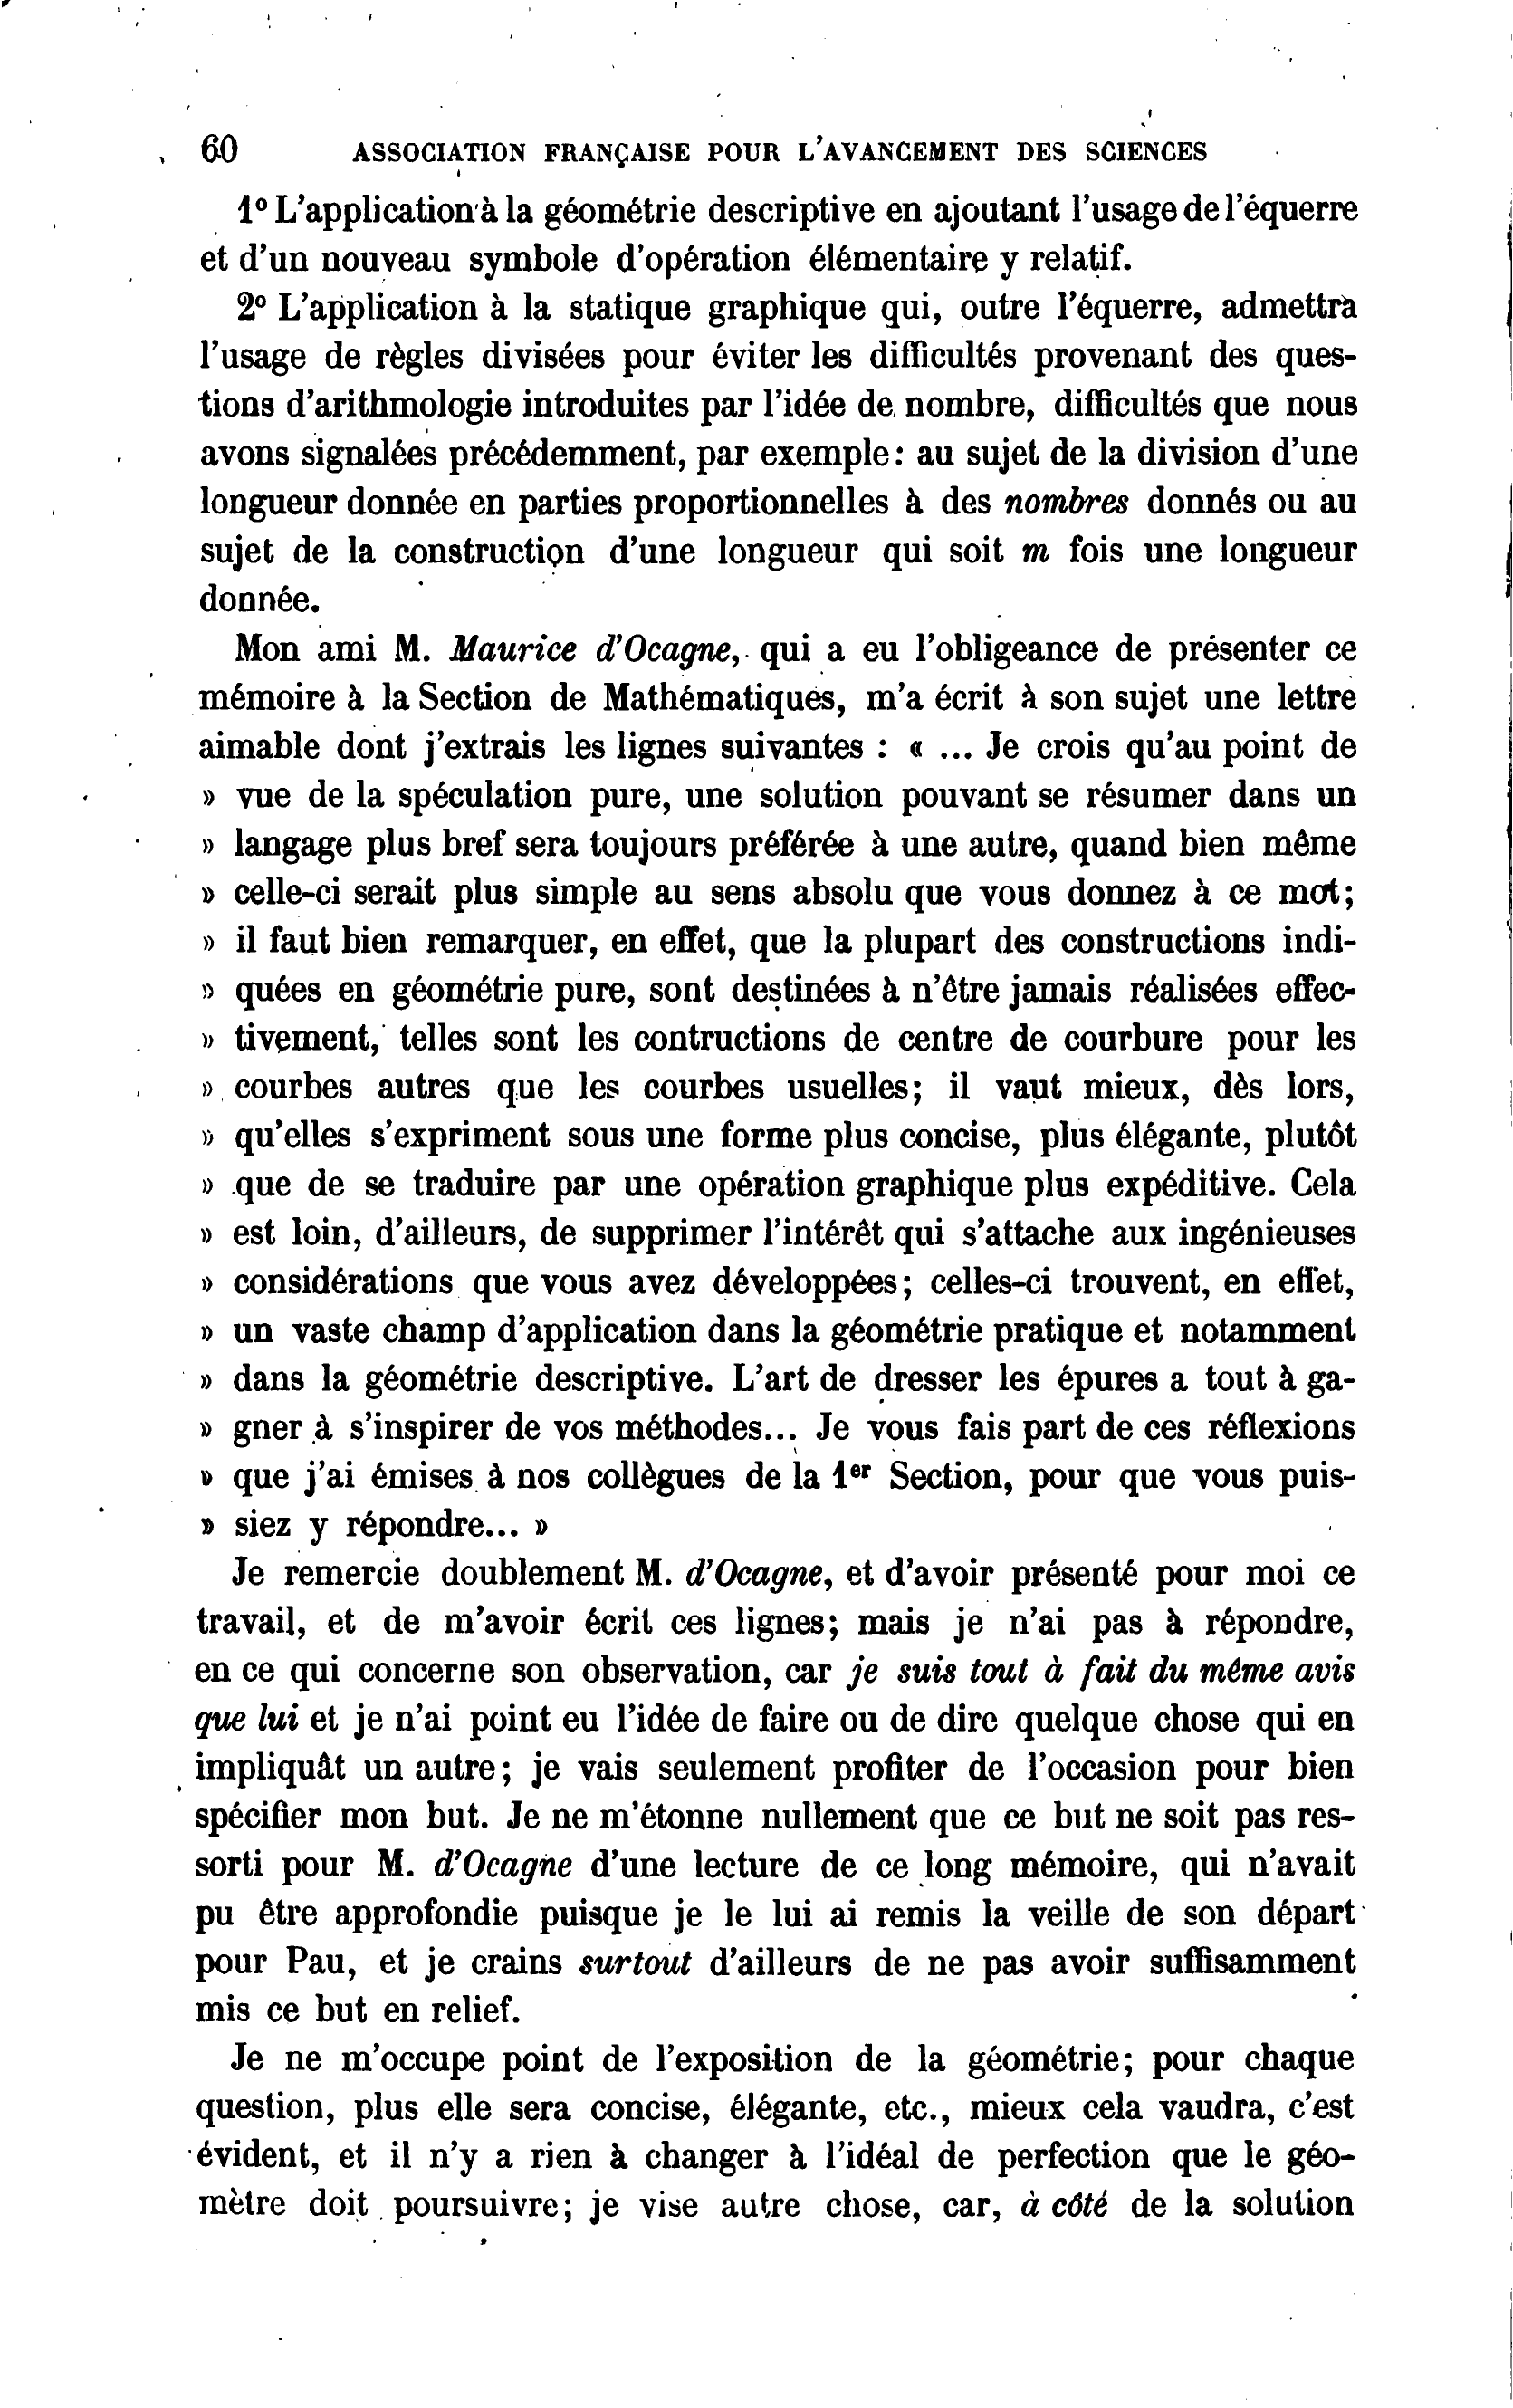 60 ASSOCIATION FRANÇAISE POUR L'AVANCEMENT DES SCIENCES
1° L'application à la géométrie descriptive en ajoutant l'usage de l'équerre
et d'un nouveau symbole d'opération élémentaire y relatif.
2° L'application à la statique graphique qui, outre l'équerre, admettra
l'usage de règles divisées pour éviter les difficultés provenant des ques-
tions d'arithmologie introduites par l'idée de nombre, difficultés que nous
avons signalées précédemment, par exemple: au sujet de la division d'une
longueur donnée en parties proportionnelles à des nombres donnés ou au
sujet de la construction d'une longueur qui soit m fois une longueur
donnée.
Mon ami M. Maurice d'Ocagne, qui a eu l'obligeance de présenter ce
mémoire à la Section de Mathématiques, m'a écrit à son sujet une lettre
aimable dont j'extrais les lignes suivantes : « ... Je crois qu'au point de
» vue de la spéculation pure, une solution pouvant se résumer dans un
» langage plus bref sera toujours préférée à une autre, quand bien même
» celle-ci serait plus simple au sens absolu que vous donnez à ce mot;
» il faut bien remarquer, en effet, que la plupart des constructions indi-
» quées en géométrie pure, sont destinées à n'être jamais réalisées effec-
» tivement, telles sont les contructions de centre de courbure pour les
» courbes autres que les courbes usuelles; il vaut mieux, dès lors,
» qu'elles s'expriment sous une forme plus concise, plus élégante, plutôt
» que de se traduire par une opération graphique plus expéditive. Cela
» est loin, d'ailleurs, de supprimer l'intérêt qui s'attache aux ingénieuses
» considérations que vous avez développées; celles-ci trouvent, en effet,
» un vaste champ d'application dans la géométrie pratique et notamment
» dans la géométrie descriptive. L'art de dresser les épures a tout à ga-
» gner à s'inspirer de vos méthodes... Je vous fais part de ces réflexions
» que j'ai émises à nos collègues de la 1er Section, pour que vous puis-
» siez y répondre... »
Je remercie doublement M. d'Ocagne, et d'avoir présenté pour moi ce
travail, et de m'avoir écrit ces lignes; mais je n'ai pas à répondre,
en ce qui concerne son observation, car je suis tout à fait du même avis
que lui et je n'ai point eu l'idée de faire ou de dire quelque chose qui en
impliquât un autre; je vais seulement profiter de l'occasion pour bien
spécifier mon but. Je ne m'étonne nullement que ce but ne soit pas res-
sorti pour M. d'Ocagne d'une lecture de ce long mémoire, qui n'avait
pu être approfondie puisque je le lui ai remis la veille de son départ
pour Pau, et je crains surtout d'ailleurs de ne pas avoir suffisamment
mis ce but en relief.
Je ne m'occupe point de l'exposition de la géométrie; pour chaque
question, plus elle sera concise, élégante, etc., mieux cela vaudra, c'est
évident, et il n'y a rien à changer à l'idéal de perfection que le géo-
mètre doit poursuivre; je vise autre chose, car, à côté de la solution